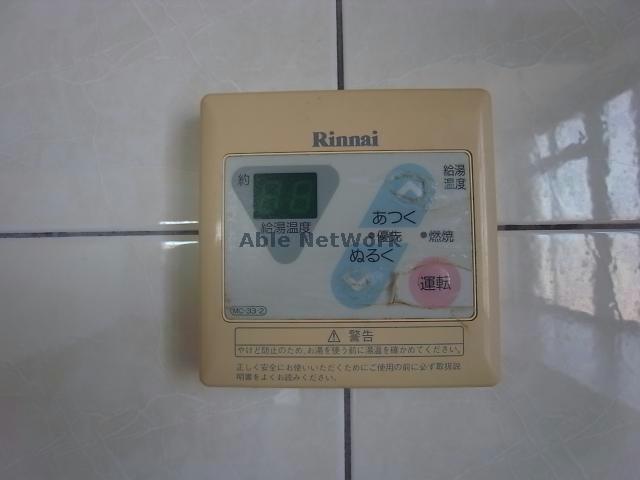 Rinnai
約
給湯
温度
給湯温度
あつく
優先
燃焼
Able NetWork
ぬるく
運転
MC-33-2
⚠ 警告
やけど防止のため、お湯を使う前に湯温を確かめてください。
正しく安全にお使いいただくためにご使用の前に必ず取扱説
明書をよくお読みください。